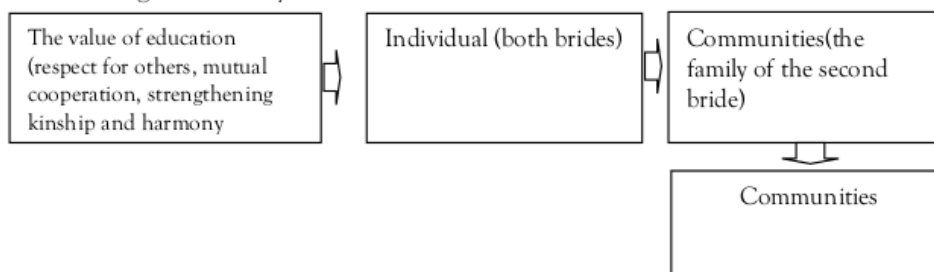 The value of education
(respect for others, mutual
cooperation, strengthening
kinship and harmony
Individual (both brides)
Communities(the
family of the second
bride)
Communities